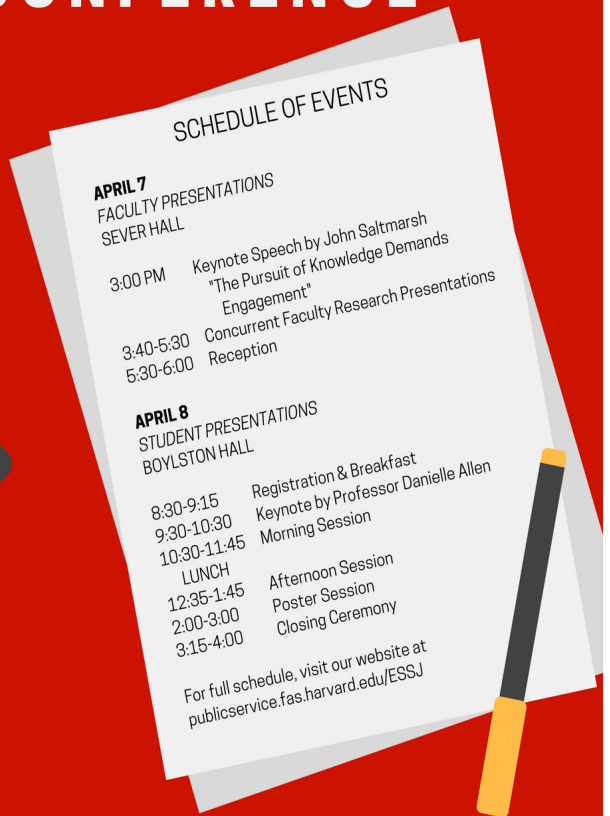 CONFERENCE
SCHEDULE OF EVENTS
APRIL 7
FACULTY PRESENTATIONS
SEVER HALL
3:00 PM Keynote Speech by John Saltmarsh
"The Pursuit of Knowledge Demands
Engagement"
3:40-5:30 Concurrent Faculty Research Presentations
5:30-6:00 Reception
APRIL 8
STUDENT PRESENTATIONS
BOYLSTON HALL
8:30-9:15 Registration & Breakfast
9:30-10:30 Keynote by Professor Danielle Allen
10:30-11:45 Morning Session
LUNCH
12:35-1:45 Afternoon Session
2:00-3:00 Poster Session
3:15-4:00 Closing Ceremony
For full schedule, visit our website at
publicservice.fas.harvard.edu/ESSJ